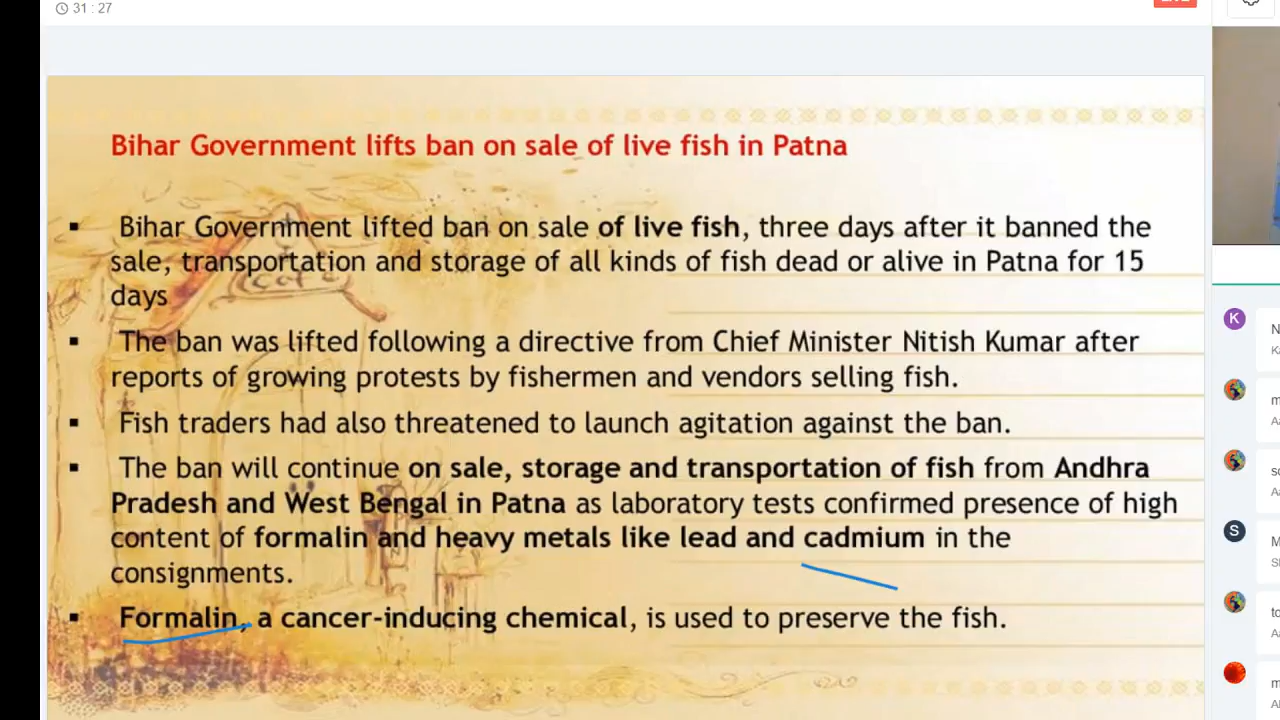 31 : 27
Bihar Government lifts ban on sale of live fish in Patna
▪ Bihar Government lifted ban on sale of live fish, three days after it banned the
sale, transportation and storage of all kinds of fish dead or alive in Patna for 15
days
▪ The ban was lifted following a directive from Chief Minister Nitish Kumar after
reports of growing protests by fishermen and vendors selling fish.
▪ Fish traders had also threatened to launch agitation against the ban.
▪ The ban will continue on sale, storage and transportation of fish from Andhra
Pradesh and West Bengal in Patna as laboratory tests confirmed presence of high
content of formalin and heavy metals like lead and cadmium in the
consignments.
▪ Formalin, a cancer-inducing chemical, is used to preserve the fish.
K
S